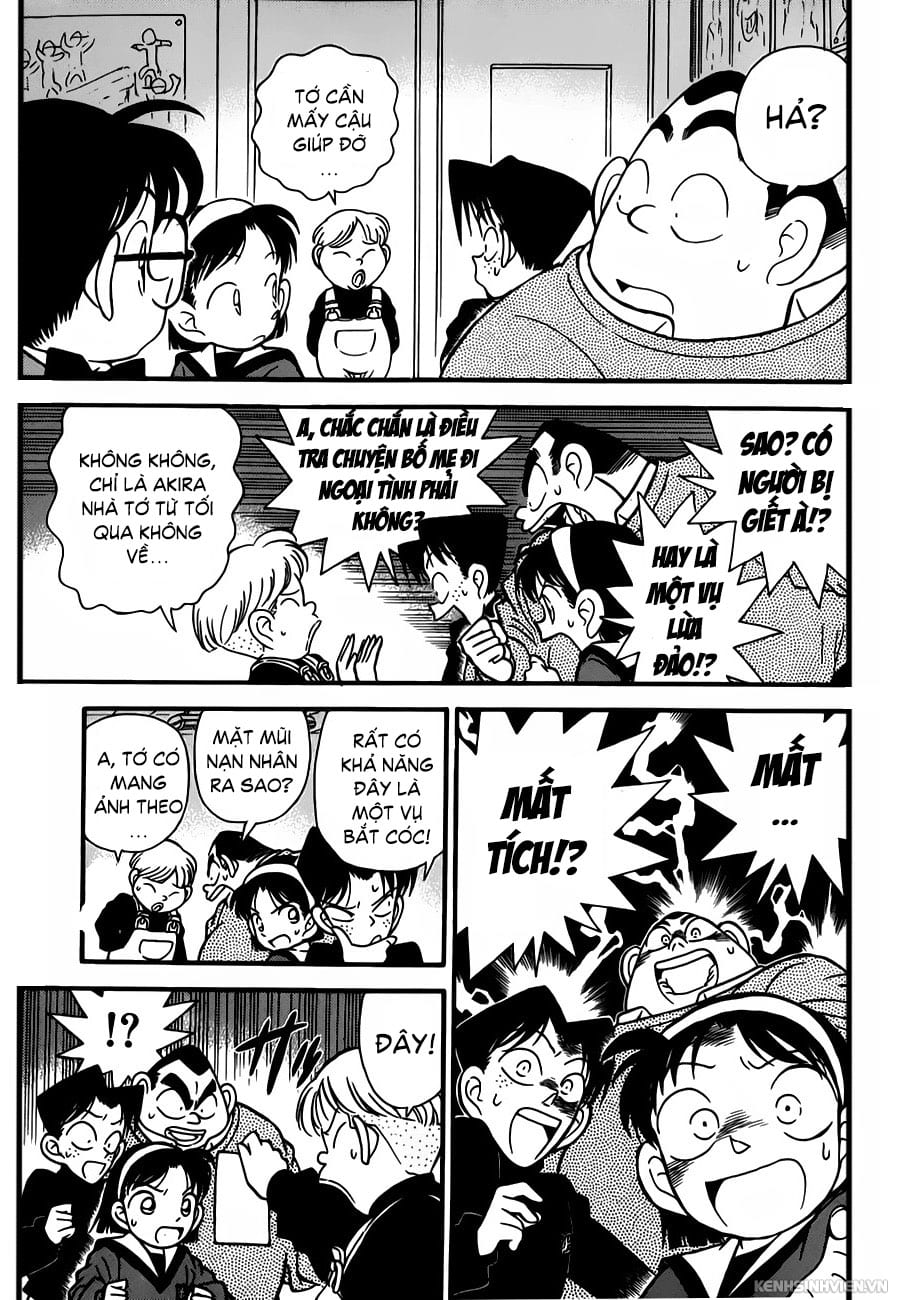 TỚ CẦN
MẤY CẬU
GIÚP ĐỠ
...
HẢ?
KHÔNG KHÔNG,
CHỈ LÀ AKIRA
NHÀ TỚ TỪ TỐI
QUA KHÔNG
VỀ...
A, CHẮC CHẮN LÀ ĐIỀU
TRA CHUYỆN BỐ MẸ ĐI
NGOẠI TÌNH PHẢI
KHÔNG?
HAY LÀ
MỘT VỤ
LỪA
ĐẢO!?
SAO? CÓ
NGƯỜI BỊ
GIẾT À!?
A, TỚ CÓ
MANG
ẢNH THEO
...
MẶT MŨI
NẠN NHÂN
RA SAO?
RẤT CÓ
KHẢ NĂNG
ĐÂY LÀ
MỘT VỤ
BẮT CÓC!
MẤT
TÍCH!?
MẤT
...
!?
ĐÂY!
KENHSINHVIEN.VN